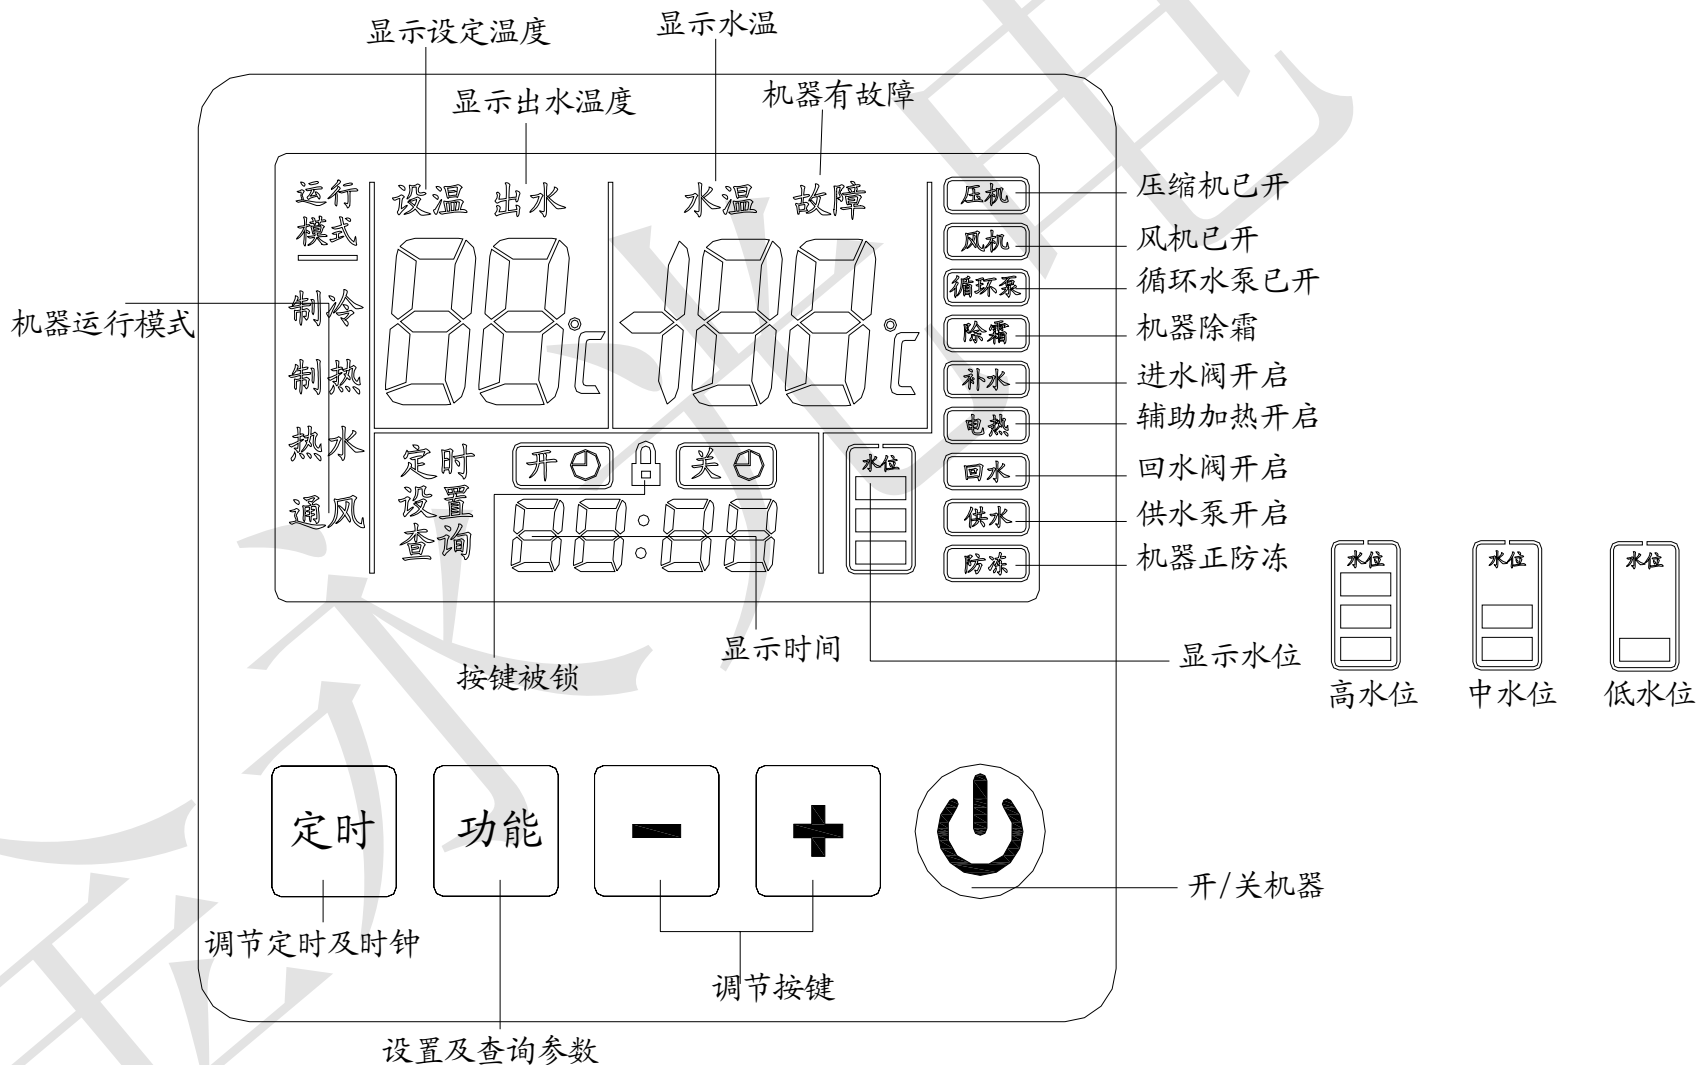 显示设定温度
显示水温
显示出水温度
机器有故障
运行
模式
设温 出水
水温 故障
压机
压缩机已开
风机
风机已开
循环泵
循环水泵已开
制冷
机器运行模式
88℃
188℃
除霜
机器除霜
制热
补水
进水阀开启
电热
辅助加热开启
热水
定时
开
关
水位
回水
回水阀开启
通风
设置
查询
88:88
供水
供水泵开启
防冻
机器正防冻
水位
水位
水位
显示时间
显示水位
按键被锁
高水位
中水位
低水位
定时
功能
-
+
开/关机器
调节定时及时钟
调节按键
设置及查询参数